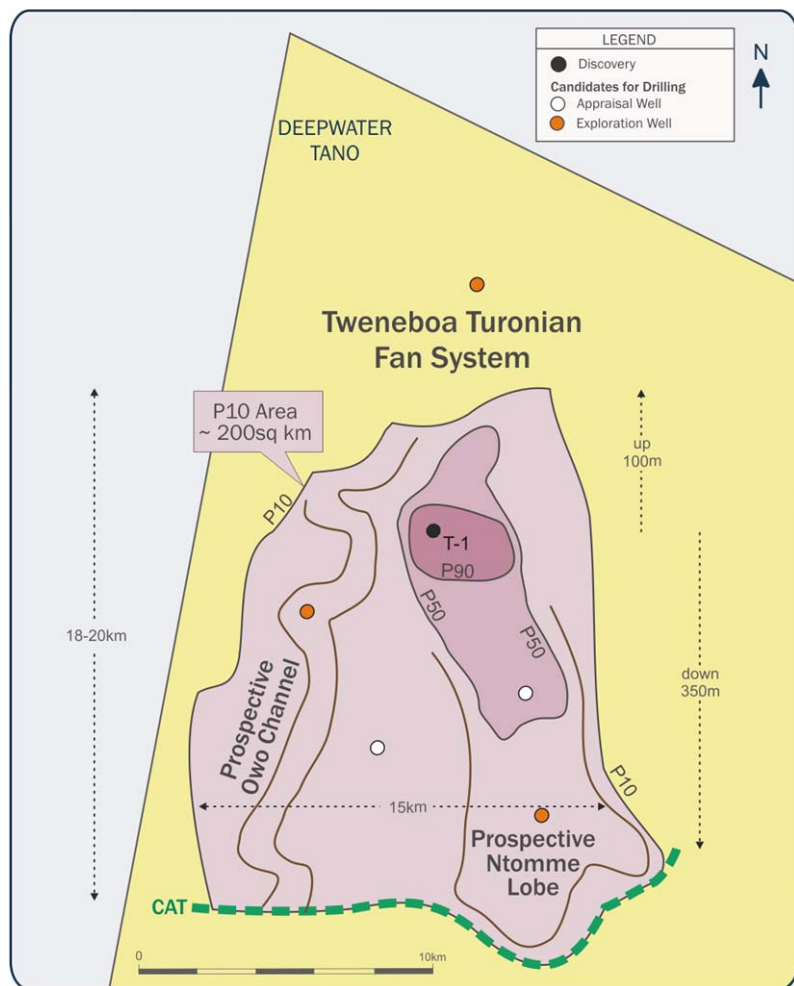 LEGEND
Discovery
Candidates for Drilling
Appraisal Well
Exploration Well
N
DEEPWATER
TANO
Tweneboa Turonian
Fan System
P10 Area
~ 200sq km
up
100m
P10
T-1
P90
P50
P50
18-20km
down
350m
Prospective
Owo Channel
P10
15km
Prospective
Ntomme
Lobe
CAT
0
10km